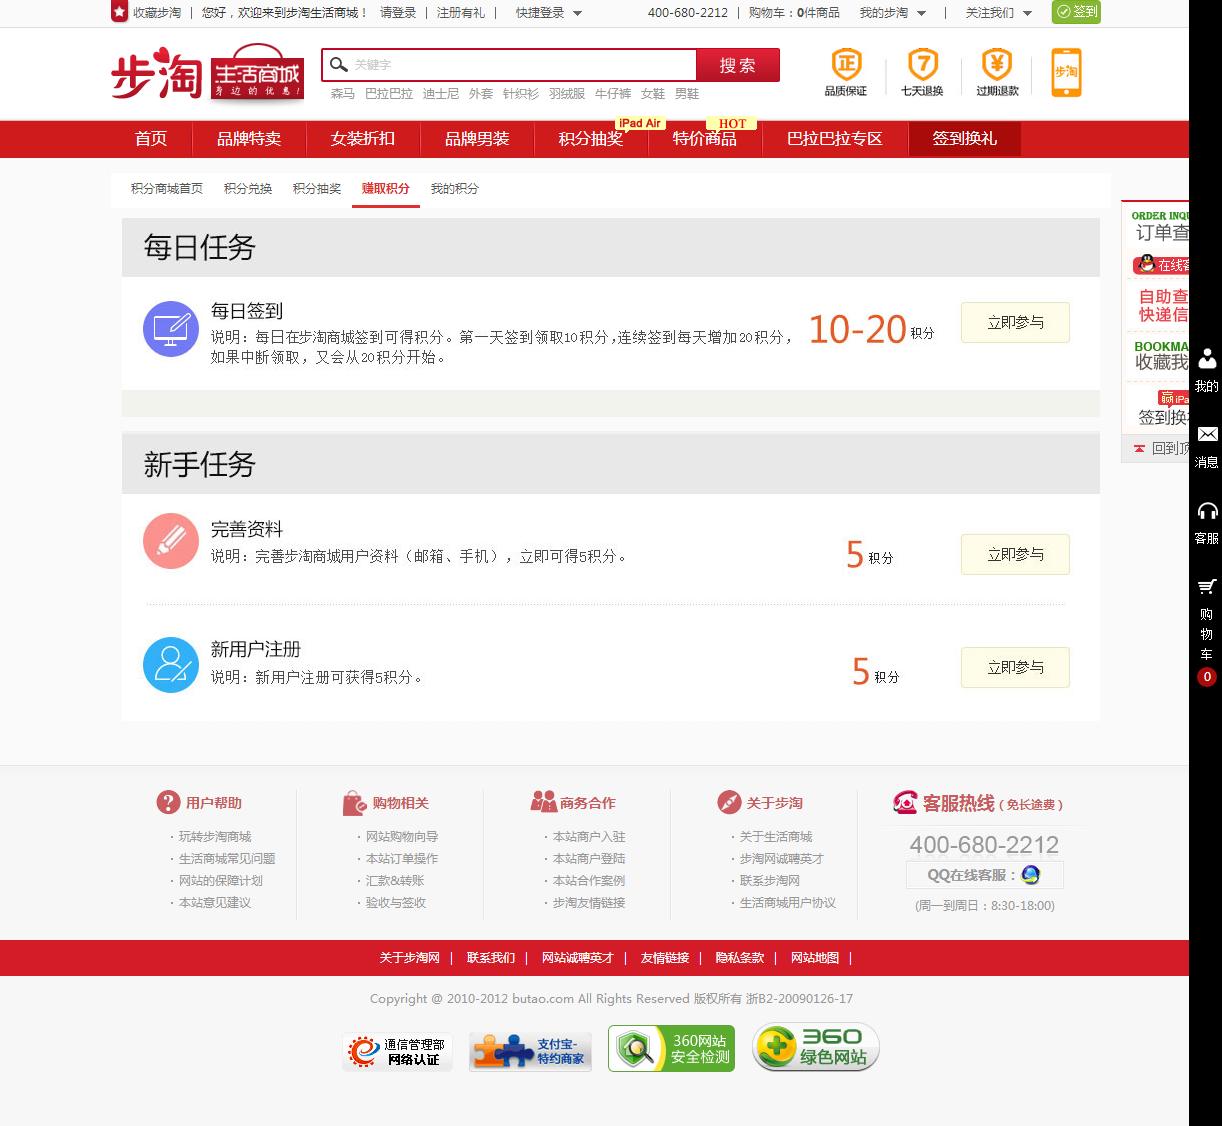 收藏步淘 | 您好，欢迎来到步淘生活商城！ 请登录 | 注册有礼 | 快捷登录 400-680-2212 | 购物车：0件商品 我的步淘 | 关注我们 签到
步淘 生活商城
身边的优惠！
关键字
搜索
森马 巴拉巴拉 迪士尼 外套 针织衫 羽绒服 牛仔裤 女鞋 男鞋
正 7 ¥ 步淘
品质保证 七天退换 过期退款
iPad Air HOT
首页 品牌特卖 女装折扣 品牌男装 积分抽奖 特价商品 巴拉巴拉专区 签到换礼
积分商城首页 积分兑换 积分抽奖 赚取积分 我的积分
每日任务
每日签到
说明：每日在步淘商城签到可得积分。第一天签到领取10积分,连续签到每天增加20积分，
如果中断领取，又会从20积分开始。
10-20 积分
立即参与
新手任务
完善资料
说明：完善步淘商城用户资料（邮箱、手机），立即可得5积分。
5 积分
立即参与
新用户注册
说明：新用户注册可获得5积分。
5 积分
立即参与
ORDER INQU
订单查
在线客
自助查
快递信
BOOKMA
收藏我
赢iPa
签到换
回到顶
我的
消息
客服
购
物
车
0
用户帮助
· 玩转步淘商城
· 生活商城常见问题
· 网站的保障计划
· 本站意见建议
购物相关
· 网站购物向导
· 本站订单操作
· 汇款&转账
· 验收与签收
商务合作
· 本站商户入驻
· 本站商户登陆
· 本站合作案例
· 步淘友情链接
关于步淘
· 关于生活商城
· 步淘网诚聘英才
· 联系步淘网
· 生活商城用户协议
客服热线（免长途费）
400-680-2212
QQ在线客服：
(周一到周日：8:30-18:00)
关于步淘网 | 联系我们 | 网站诚聘英才 | 友情链接 | 隐私条款 | 网站地图 |
Copyright @ 2010-2012 butao.com All Rights Reserved 版权所有 浙B2-20090126-17
通信管理部
网络认证
支付宝-
特约商家
360网站
安全检测
360
绿色网站